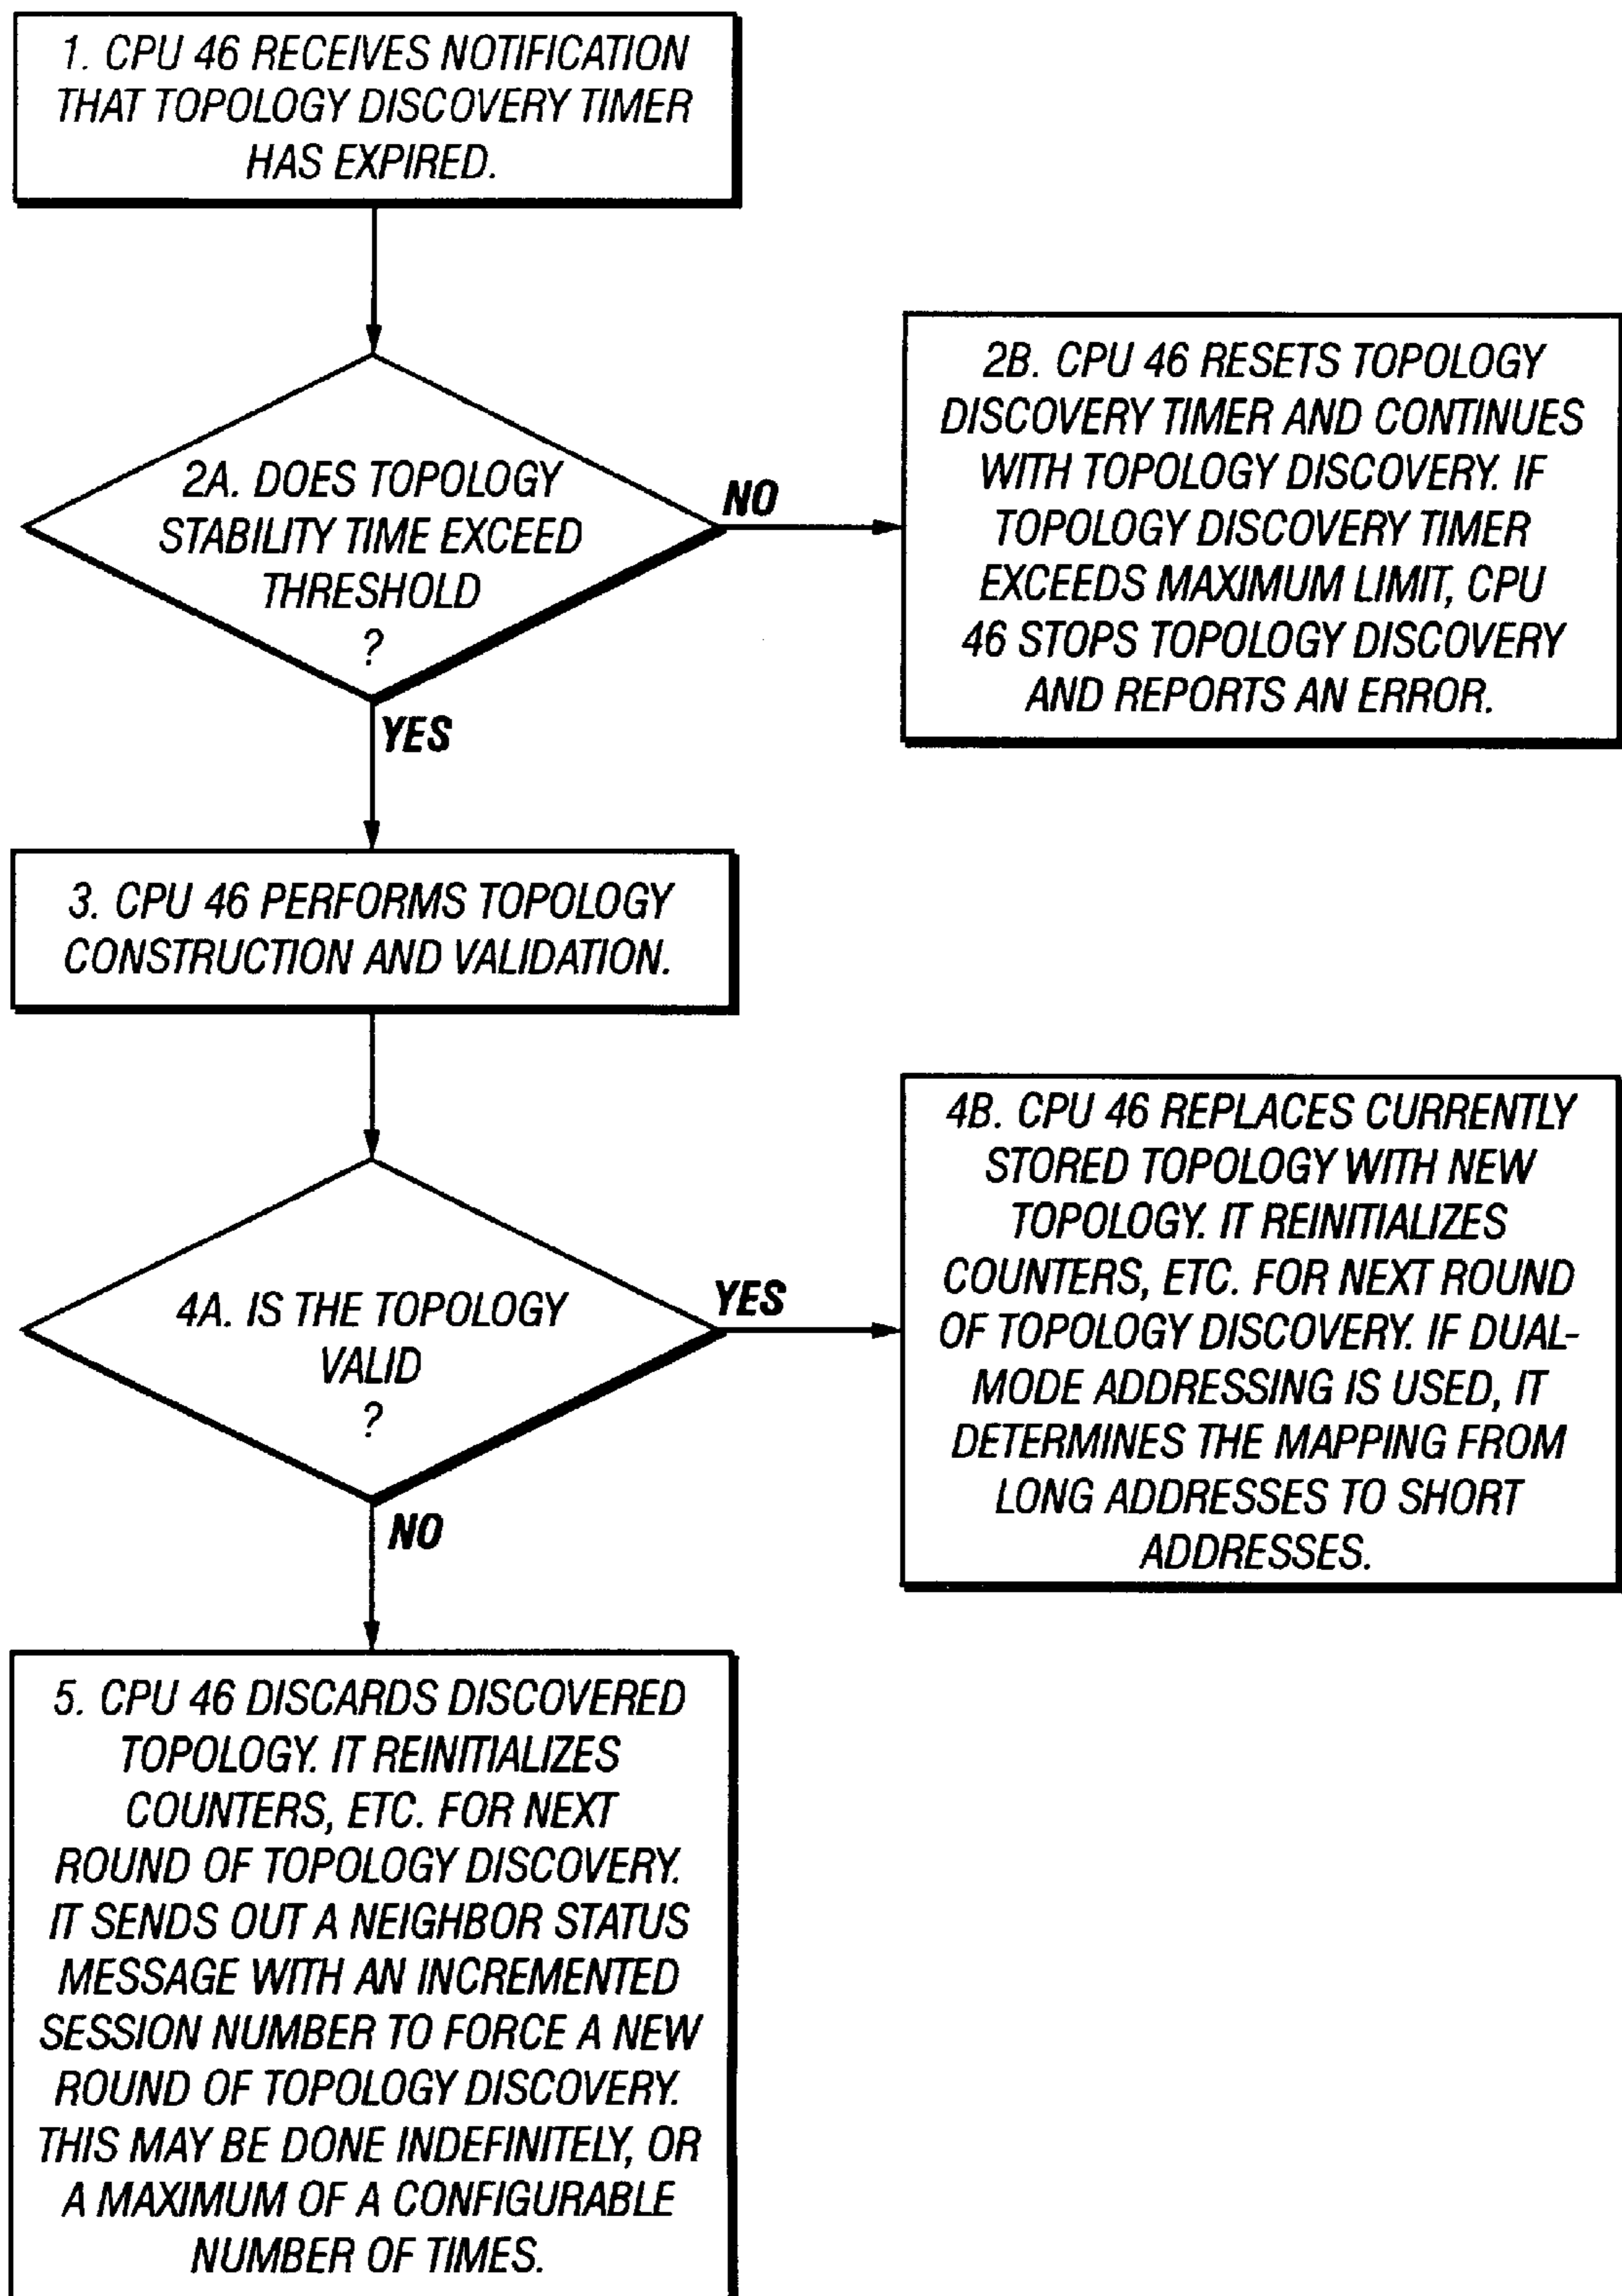 1. CPU 46 RECEIVES NOTIFICATION
THAT TOPOLOGY DISCOVERY TIMER
HAS EXPIRED.
2A. DOES TOPOLOGY
STABILITY TIME EXCEED
THRESHOLD
?
NO
2B. CPU 46 RESETS TOPOLOGY
DISCOVERY TIMER AND CONTINUES
WITH TOPOLOGY DISCOVERY. IF
TOPOLOGY DISCOVERY TIMER
EXCEEDS MAXIMUM LIMIT, CPU
46 STOPS TOPOLOGY DISCOVERY
AND REPORTS AN ERROR.
YES
3. CPU 46 PERFORMS TOPOLOGY
CONSTRUCTION AND VALIDATION.
4A. IS THE TOPOLOGY
VALID
?
YES
4B. CPU 46 REPLACES CURRENTLY
STORED TOPOLOGY WITH NEW
TOPOLOGY. IT REINITIALIZES
COUNTERS, ETC. FOR NEXT ROUND
OF TOPOLOGY DISCOVERY. IF DUAL-
MODE ADDRESSING IS USED, IT
DETERMINES THE MAPPING FROM
LONG ADDRESSES TO SHORT
ADDRESSES.
NO
5. CPU 46 DISCARDS DISCOVERED
TOPOLOGY. IT REINITIALIZES
COUNTERS, ETC. FOR NEXT
ROUND OF TOPOLOGY DISCOVERY.
IT SENDS OUT A NEIGHBOR STATUS
MESSAGE WITH AN INCREMENTED
SESSION NUMBER TO FORCE A NEW
ROUND OF TOPOLOGY DISCOVERY.
THIS MAY BE DONE INDEFINITELY, OR
A MAXIMUM OF A CONFIGURABLE
NUMBER OF TIMES.